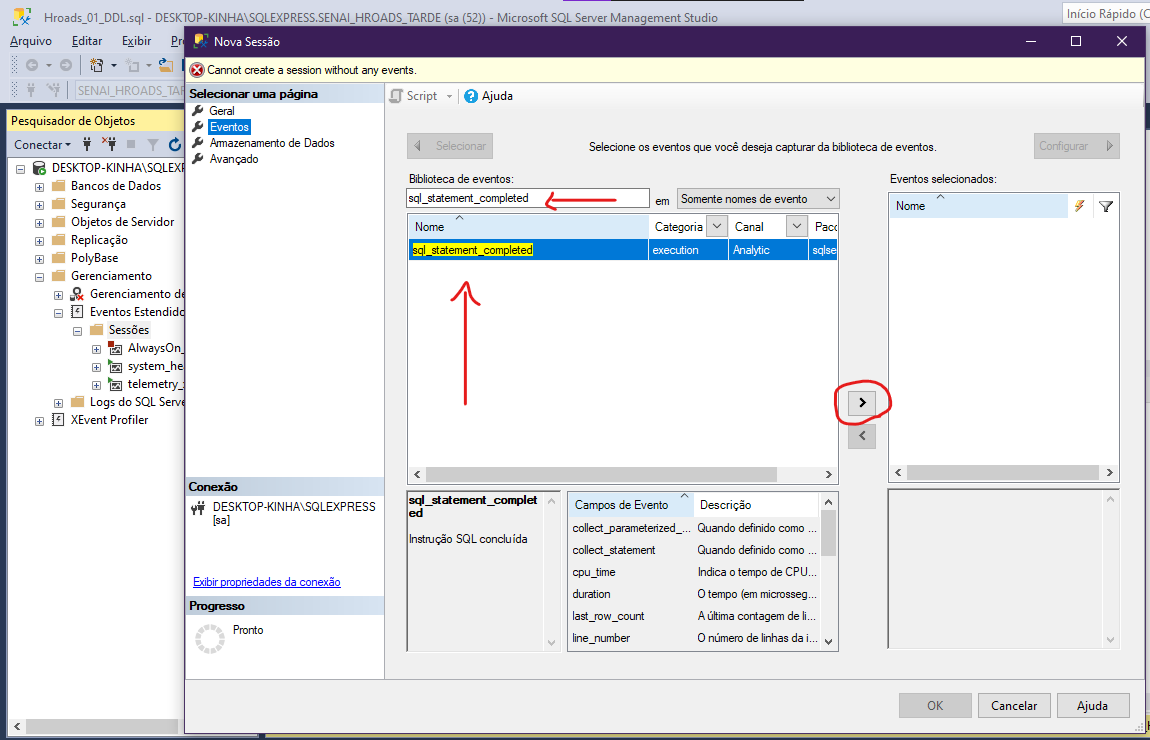 Hroads_01_DDL.sql - DESKTOP-KINHA\SQLEXPRESS.SENAI_HROADS_TARDE (sa (52)) - Microsoft SQL Server Management Studio
Início Rápido (C
Arquivo Editar Exibir Pr
SENAI_HROADS_TAR
Pesquisador de Objetos
Conectar
DESKTOP-KINHA\SQLEXPR
Bancos de Dados
Segurança
Objetos de Servidor
Replicação
PolyBase
Gerenciamento
Gerenciamento de
Eventos Estendido
Sessões
AlwaysOn_
system_he
telemetry_
Logs do SQL Serve
XEvent Profiler
Nova Sessão
Cannot create a session without any events.
Selecionar uma página
Geral
Eventos
Armazenamento de Dados
Avançado
Conexão
DESKTOP-KINHA\SQLEXPRESS
[sa]
Exibir propriedades da conexão
Progresso
Pronto
Script Ajuda
Selecionar
Selecione os eventos que você deseja capturar da biblioteca de eventos.
Configurar
Biblioteca de eventos:
sql_statement_completed em Somente nomes de evento
Nome Categoria Canal Paco
sql_statement_completed execution Analytic sqlse
>
<
Eventos selecionados:
Nome
sql_statement_complet
ed
Instrução SQL concluída
Campos de Evento Descrição
collect_parameterized_... Quando definido como ...
collect_statement Quando definido como ...
cpu_time Indica o tempo de CPU...
duration O tempo (em microsseg...
last_row_count A última contagem de li...
line_number O número de linhas da i...
OK Cancelar Ajuda